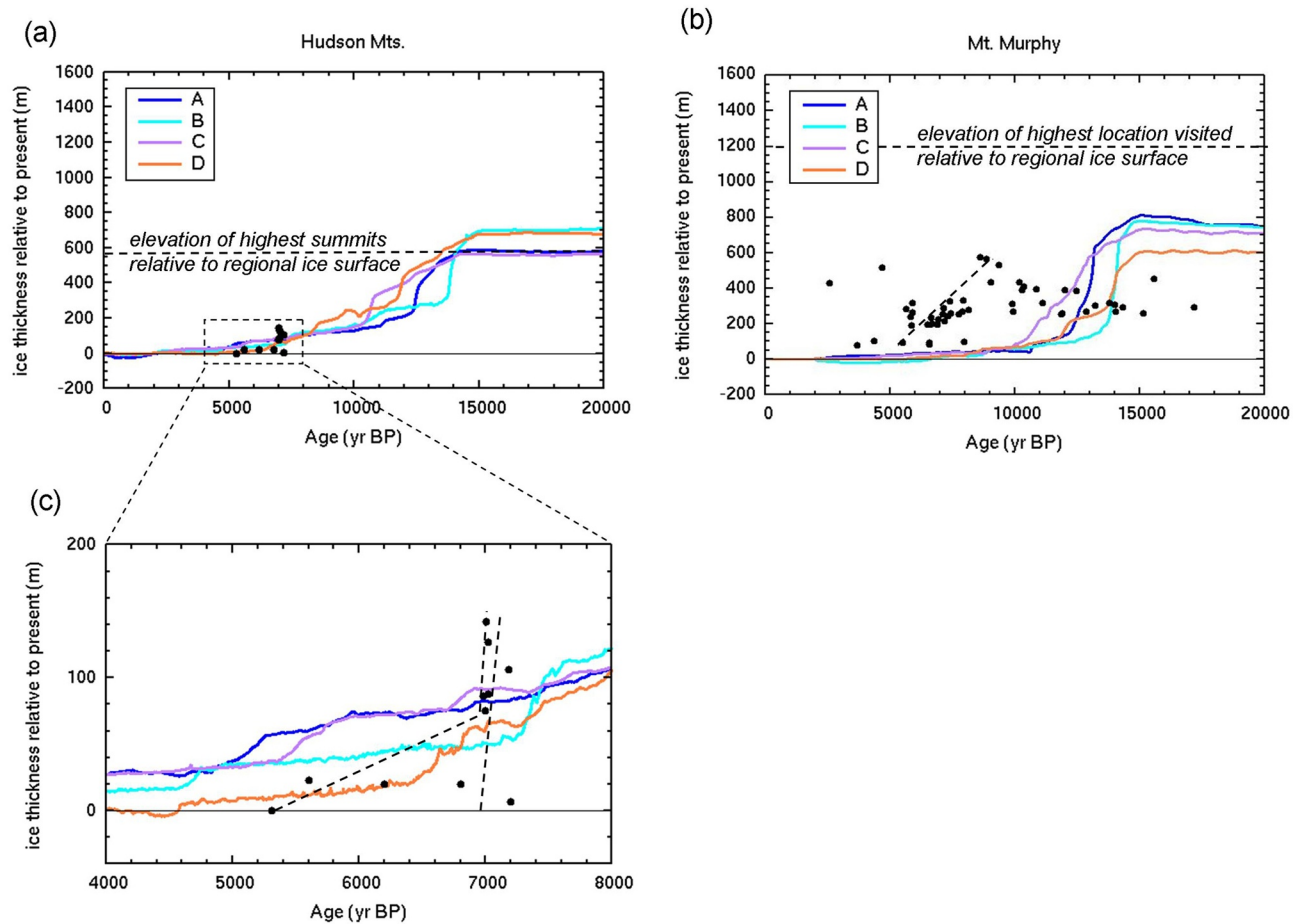 (a)
Hudson Mts.
ice thickness relative to present (m)
1600
1400
1200
1000
800
600
400
200
0
-200
A
B
C
D
elevation of highest summits
relative to regional ice surface
0
5000
10000
15000
20000
Age (yr BP)
(b)
Mt. Murphy
ice thickness relative to present (m)
1600
1400
1200
1000
800
600
400
200
0
-200
A
B
C
D
elevation of highest location visited
relative to regional ice surface
0
5000
10000
15000
20000
Age (yr BP)
(c)
ice thickness relative to present (m)
200
100
0
4000
5000
6000
7000
8000
Age (yr BP)